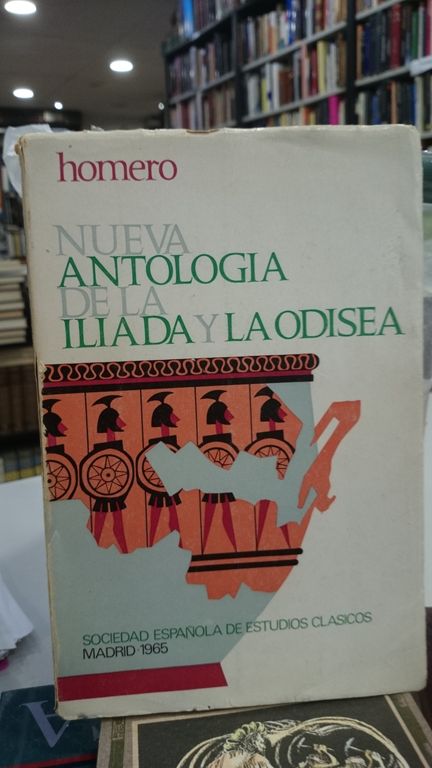 homero
NUEVA
ANTOLOGIA
DE LA
ILIADA Y LA ODISEA
SOCIEDAD ESPAÑOLA DE ESTUDIOS CLASICOS
MADRID·1965